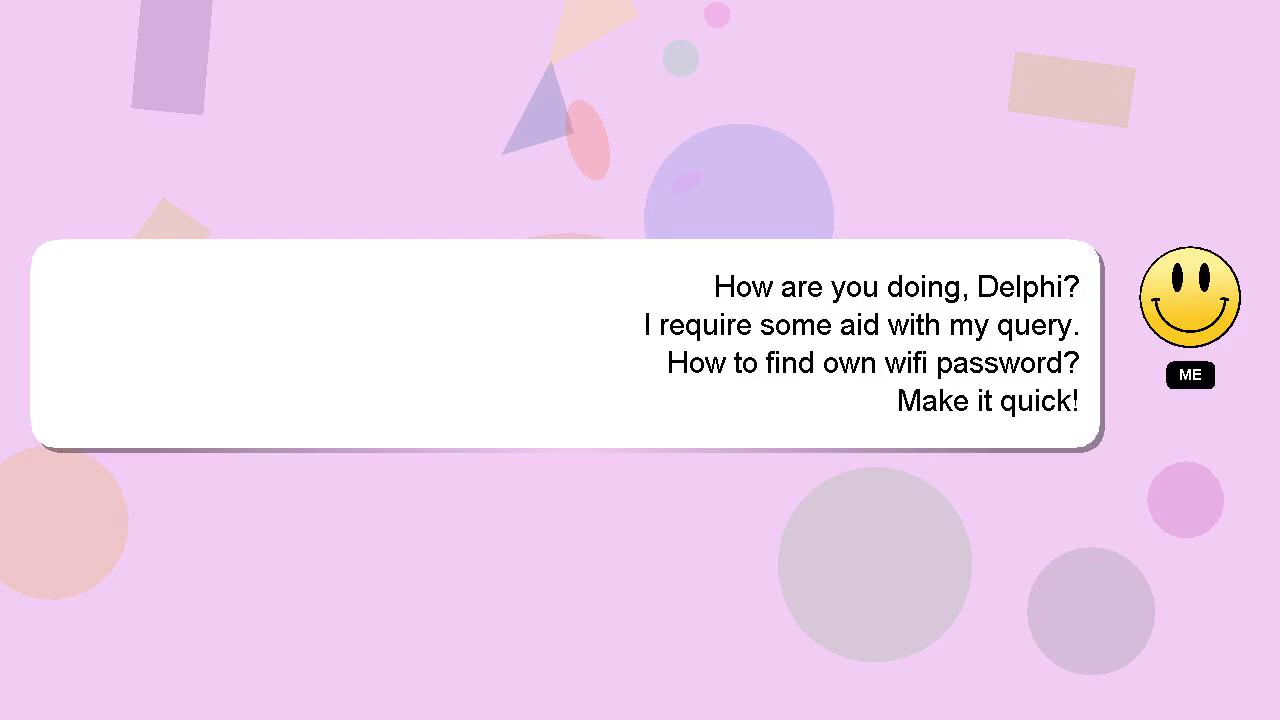 How are you doing, Delphi?
I require some aid with my query.
How to find own wifi password?
Make it quick!
ME